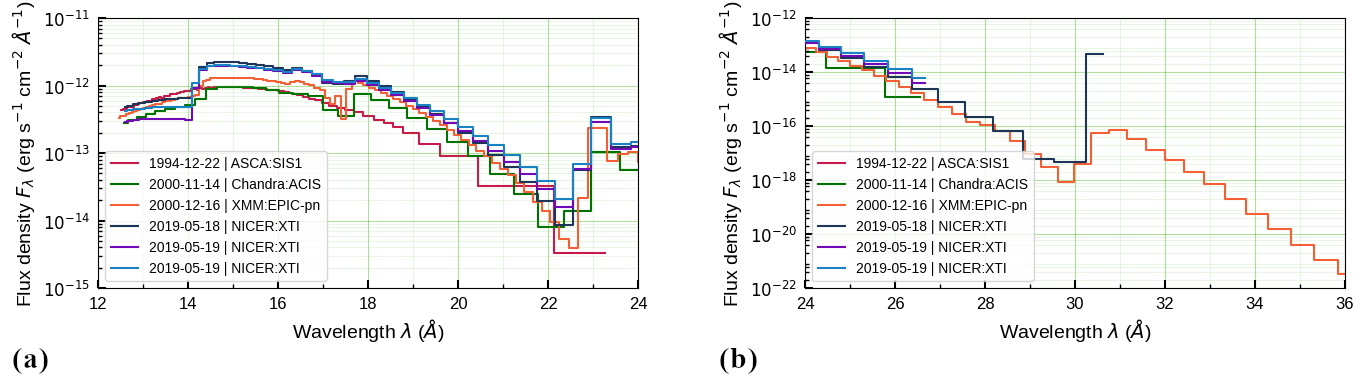 10⁻¹¹
10⁻¹²
10⁻¹³
10⁻¹⁴
10⁻¹⁵
Flux density Fλ (erg s⁻¹ cm⁻² Å⁻¹)
1994-12-22 | ASCA:SIS1
2000-11-14 | Chandra:ACIS
2000-12-16 | XMM:EPIC-pn
2019-05-18 | NICER:XTI
2019-05-19 | NICER:XTI
2019-05-19 | NICER:XTI
12 14 16 18 20 22 24
Wavelength λ (Å)
(a)
10⁻¹²
10⁻¹⁴
10⁻¹⁶
10⁻¹⁸
10⁻²⁰
10⁻²²
Flux density Fλ (erg s⁻¹ cm⁻² Å⁻¹)
1994-12-22 | ASCA:SIS1
2000-11-14 | Chandra:ACIS
2000-12-16 | XMM:EPIC-pn
2019-05-18 | NICER:XTI
2019-05-19 | NICER:XTI
2019-05-19 | NICER:XTI
24 26 28 30 32 34 36
Wavelength λ (Å)
(b)